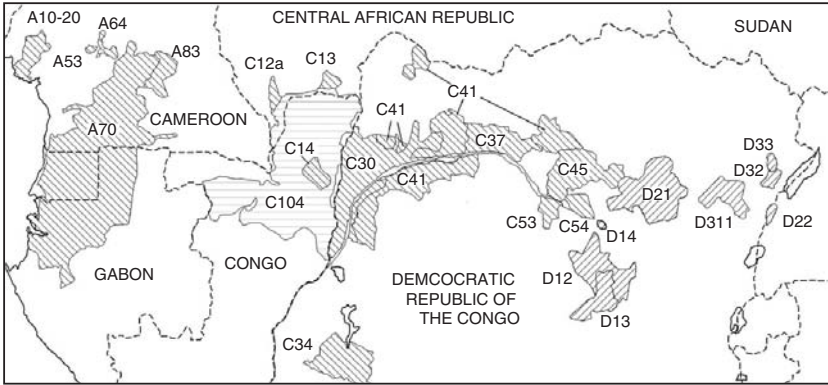 CENTRAL AFRICAN REPUBLIC
SUDAN
A10-20
A64
A53
A83
C12a
C13
C41
C41
CAMEROON
A70
C37
C14
C30
C45
D33
D32
C41
D21
C104
C53
C54
D14
D311
D22
GABON
CONGO
D12
DEMCOCRATIC
REPUBLIC OF
THE CONGO
D13
C34